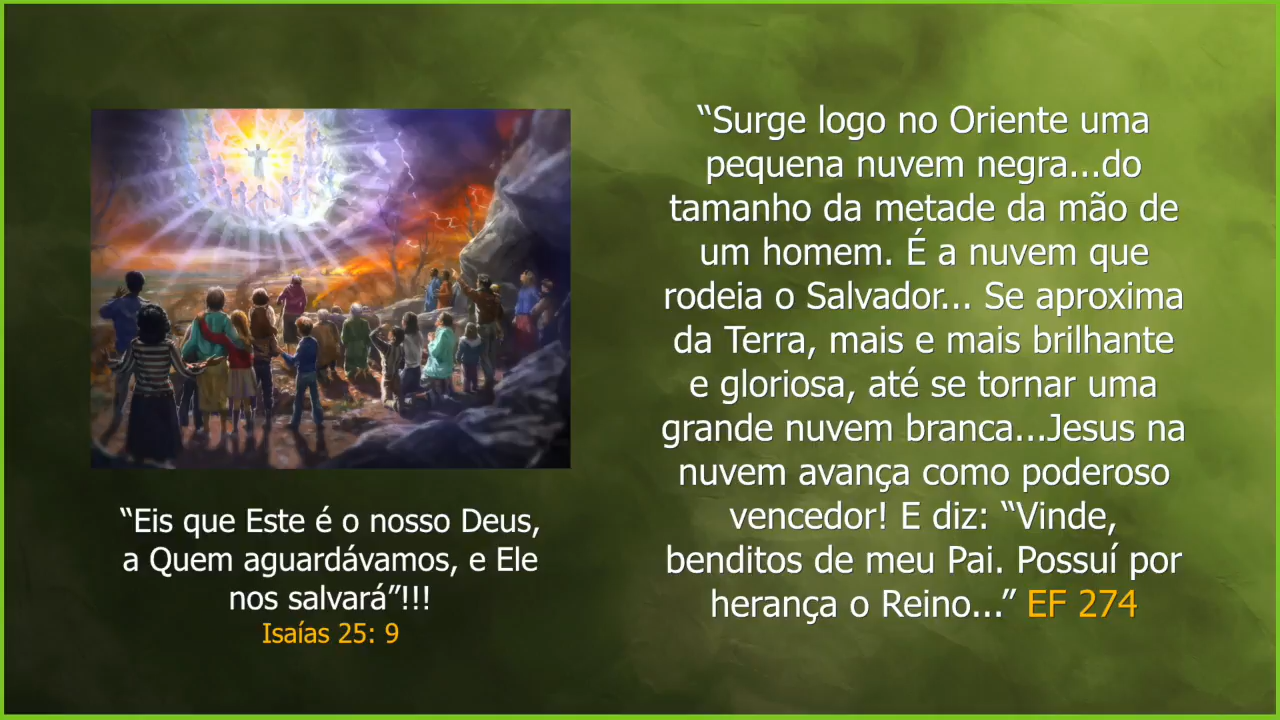 “Eis que Este é o nosso Deus,
a Quem aguardávamos, e Ele
nos salvará”!!!
Isaías 25: 9
“Surge logo no Oriente uma
pequena nuvem negra...do
tamanho da metade da mão de
um homem. É a nuvem que
rodeia o Salvador... Se aproxima
da Terra, mais e mais brilhante
e gloriosa, até se tornar uma
grande nuvem branca...Jesus na
nuvem avança como poderoso
vencedor! E diz: “Vinde,
benditos de meu Pai. Possuí por
herança o Reino...” EF 274